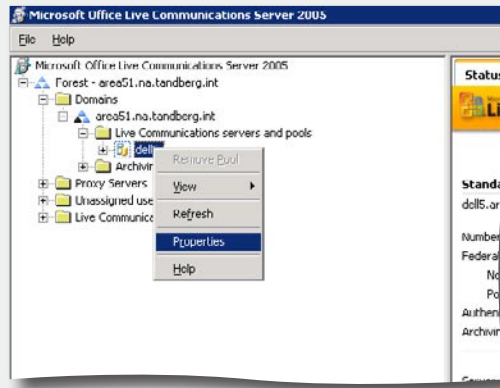 Microsoft Office Live Communications Server 2005
File Help
Microsoft Office Live Communications Server 2005
Forest - area51.na.tandberg.int
Domains
area51.na.tandberg.int
Live Communications servers and pools
dell
Archivin
Proxy Servers
Unassigned use
Live Communica
Remove Pool
View
Refresh
Properties
Help
Status
Li
Standa
dell5.ar
Number
Federal
No
Po
Authen
Archivin